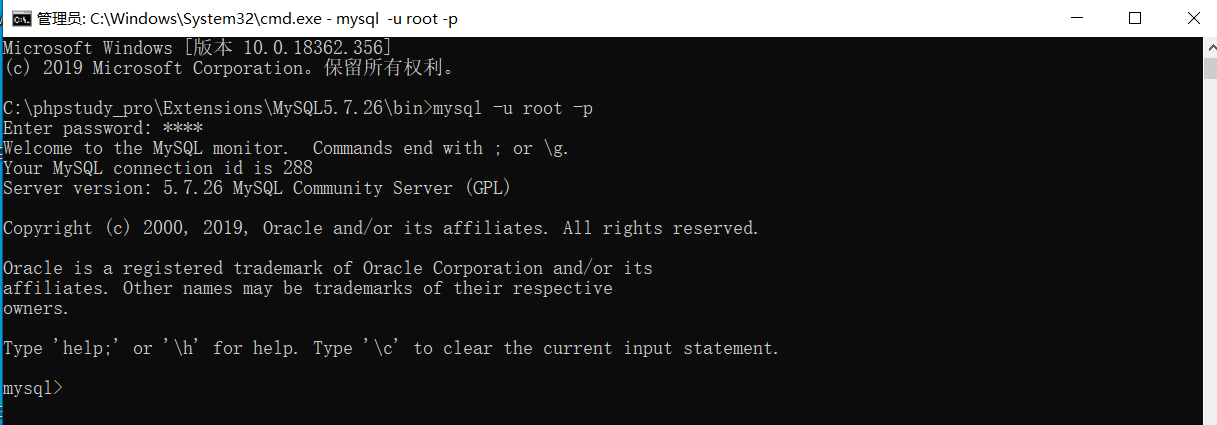 管理员: C:\Windows\System32\cmd.exe - mysql  -u root -p
Microsoft Windows [版本 10.0.18362.356]
(c) 2019 Microsoft Corporation。保留所有权利。
C:\phpstudy_pro\Extensions\MySQL5.7.26\bin>mysql -u root -p
Enter password: ****
Welcome to the MySQL monitor.  Commands end with ; or \g.
Your MySQL connection id is 288
Server version: 5.7.26 MySQL Community Server (GPL)
Copyright (c) 2000, 2019, Oracle and/or its affiliates. All rights reserved.
Oracle is a registered trademark of Oracle Corporation and/or its
affiliates. Other names may be trademarks of their respective
owners.
Type 'help;' or '\h' for help. Type '\c' to clear the current input statement.
mysql>